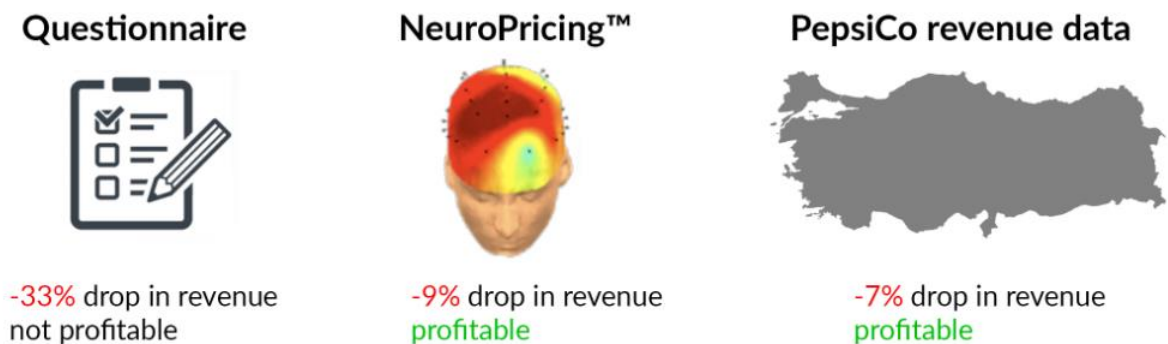 Questionnaire
NeuroPricing™
PepsiCo revenue data
-33% drop in revenue
not profitable
-9% drop in revenue
profitable
-7% drop in revenue
profitable